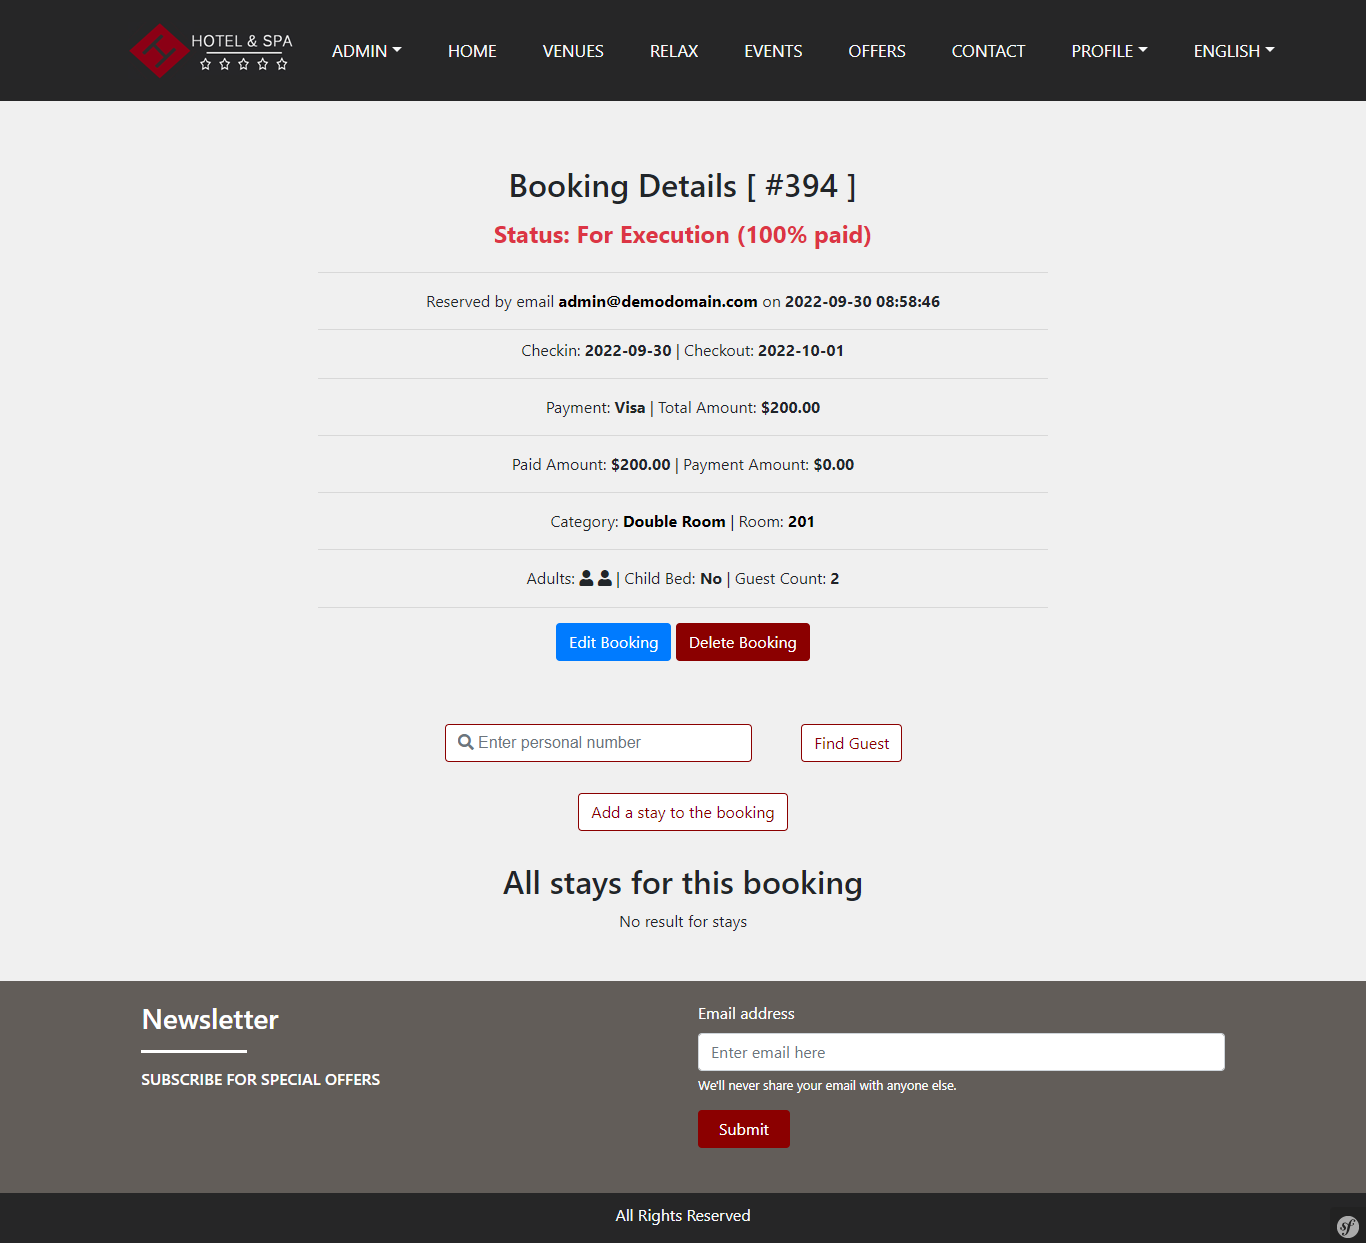 HOTEL & SPA
ADMIN HOME VENUES RELAX EVENTS OFFERS CONTACT PROFILE ENGLISH
Booking Details [ #394 ]
Status: For Execution (100% paid)
Reserved by email admin@demodomain.com on 2022-09-30 08:58:46
Checkin: 2022-09-30 | Checkout: 2022-10-01
Payment: Visa | Total Amount: $200.00
Paid Amount: $200.00 | Payment Amount: $0.00
Category: Double Room | Room: 201
Adults: | Child Bed: No | Guest Count: 2
Edit Booking Delete Booking
Enter personal number Find Guest
Add a stay to the booking
All stays for this booking
No result for stays
Newsletter
SUBSCRIBE FOR SPECIAL OFFERS
Email address
Enter email here
We'll never share your email with anyone else.
Submit
All Rights Reserved
sf